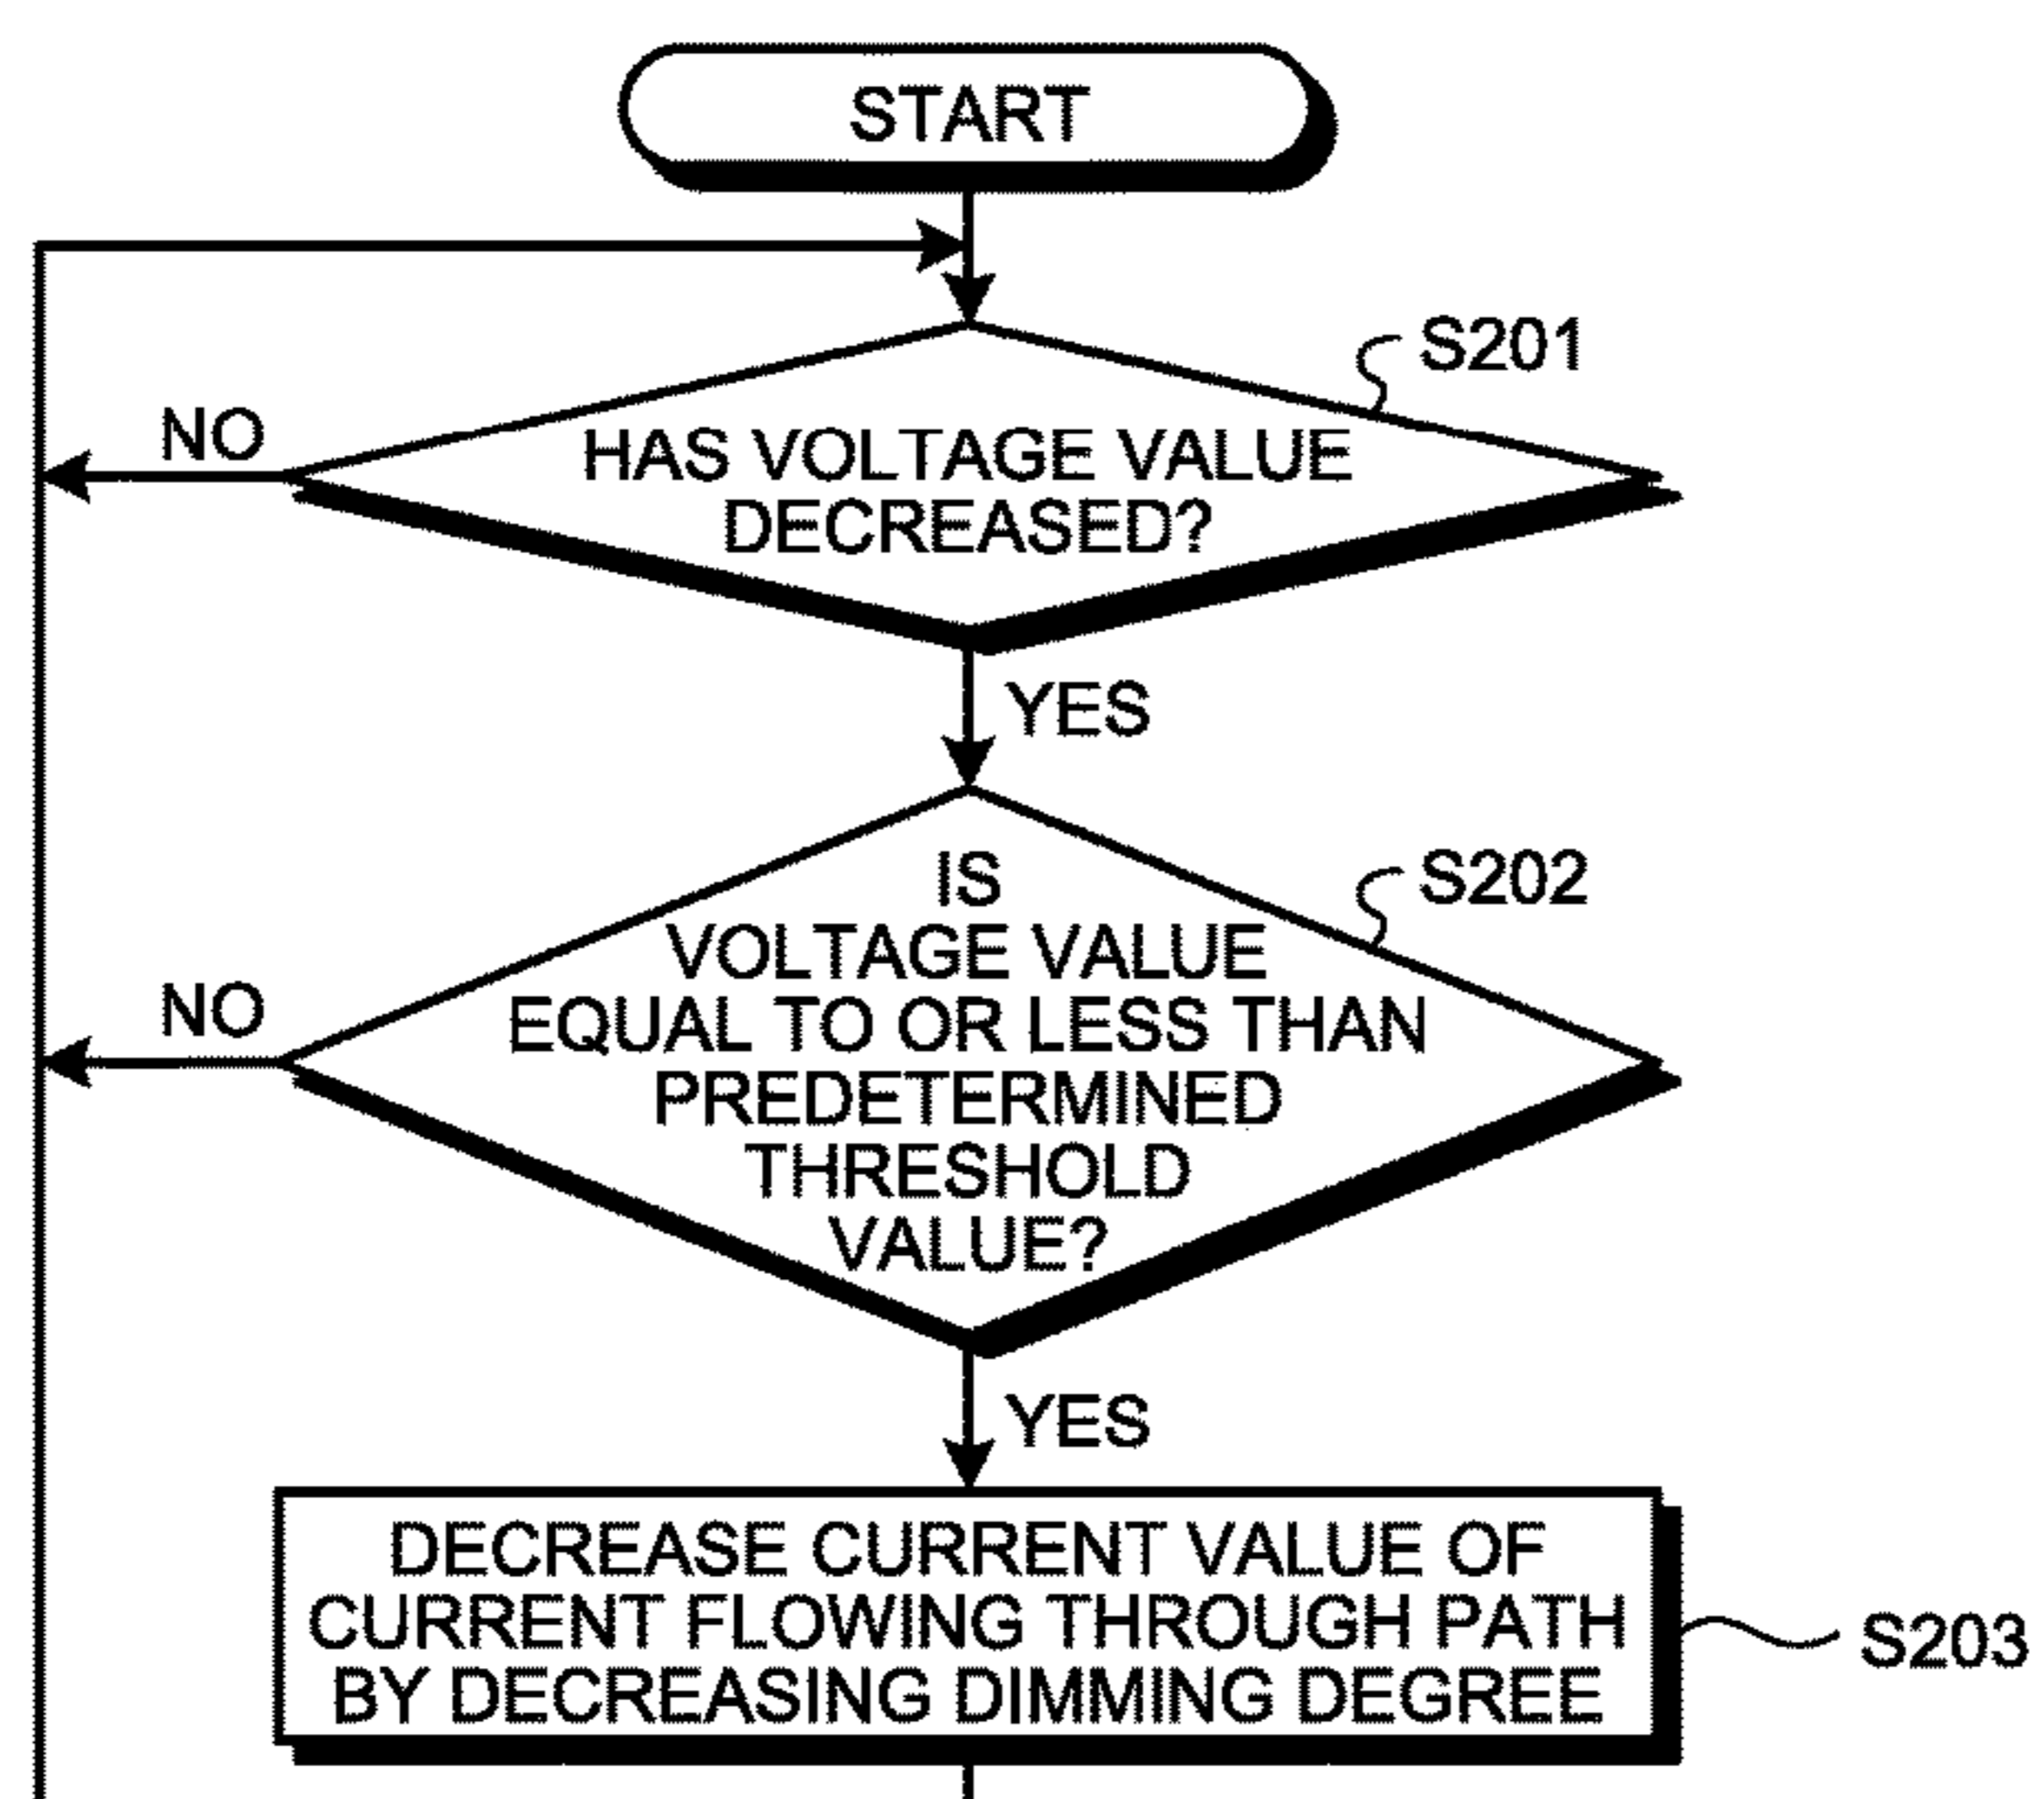 START
S201
NO
HAS VOLTAGE VALUE
DECREASED?
YES
S202
IS
VOLTAGE VALUE
NO
EQUAL TO OR LESS THAN
PREDETERMINED
THRESHOLD
VALUE?
YES
DECREASE CURRENT VALUE OF
CURRENT FLOWING THROUGH PATH
BY DECREASING DIMMING DEGREE
S203